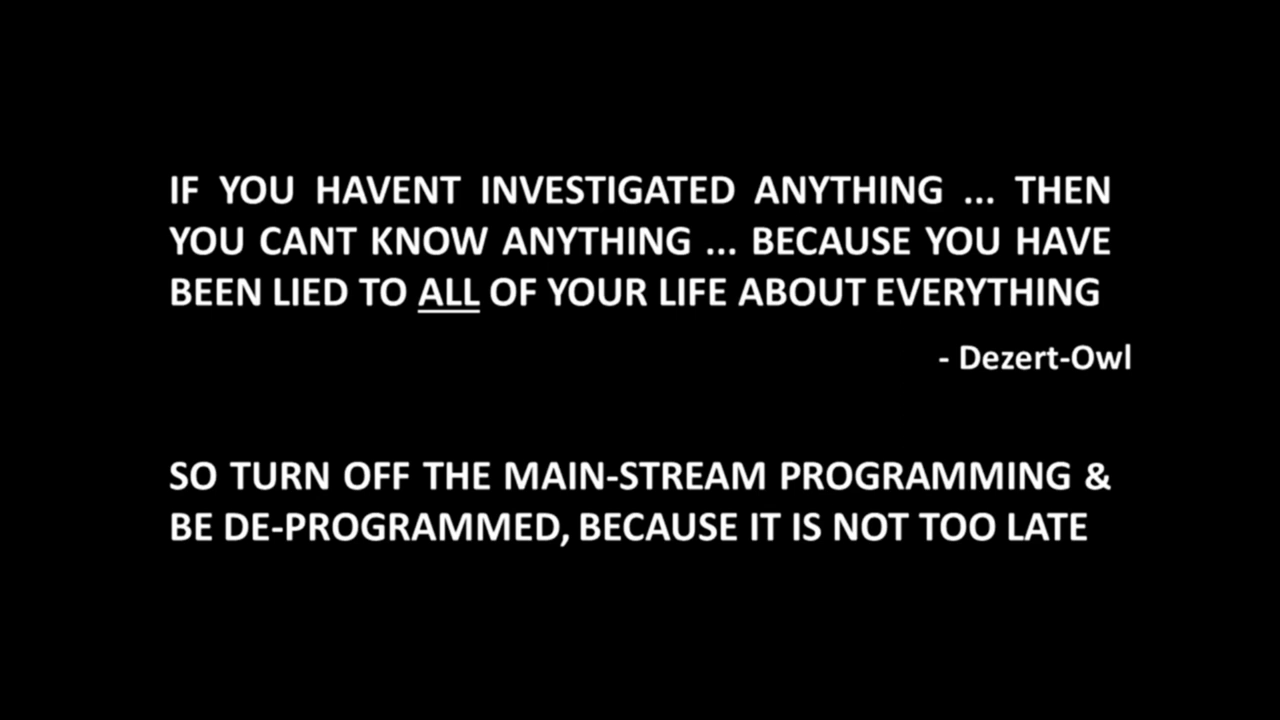 IF YOU HAVENT INVESTIGATED ANYTHING ... THEN
YOU CANT KNOW ANYTHING ... BECAUSE YOU HAVE
BEEN LIED TO ALL OF YOUR LIFE ABOUT EVERYTHING
- Dezert-Owl
SO TURN OFF THE MAIN-STREAM PROGRAMMING &
BE DE-PROGRAMMED, BECAUSE IT IS NOT TOO LATE